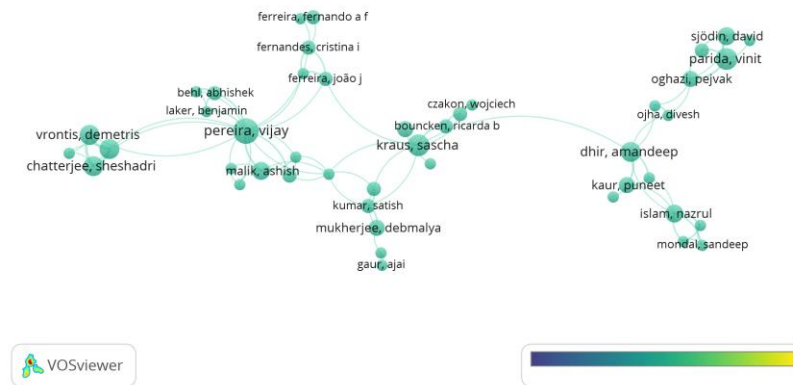 ferreira, fernando a f
sjödin, david
fernandes, cristina i
parida, vinit
ferreira, joão j
oghazi, pejvak
behl, abhishek
czakon, wojciech
laker, benjamin
ojha, divesh
bouncken, ricarda b
vrontis, demetris
pereira, vijay
kraus, sascha
dhir, amandeep
chatterjee, sheshadri
malik, ashish
kaur, puneet
kumar, satish
islam, nazrul
mukherjee, debmalya
mondal, sandeep
gaur, ajai
VOSviewer